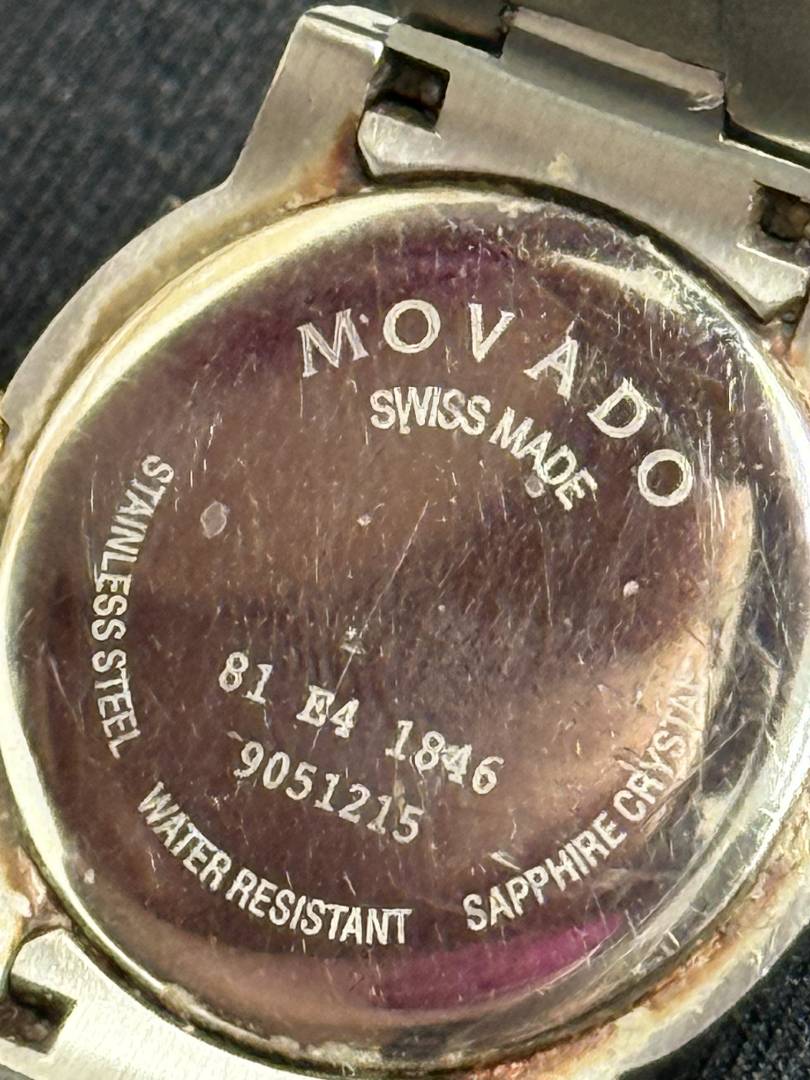 MOVADO
SWISS MADE
STAINLESS STEEL
81 E4 1846
9051215
WATER RESISTANT
SAPPHIRE CRYSTAL